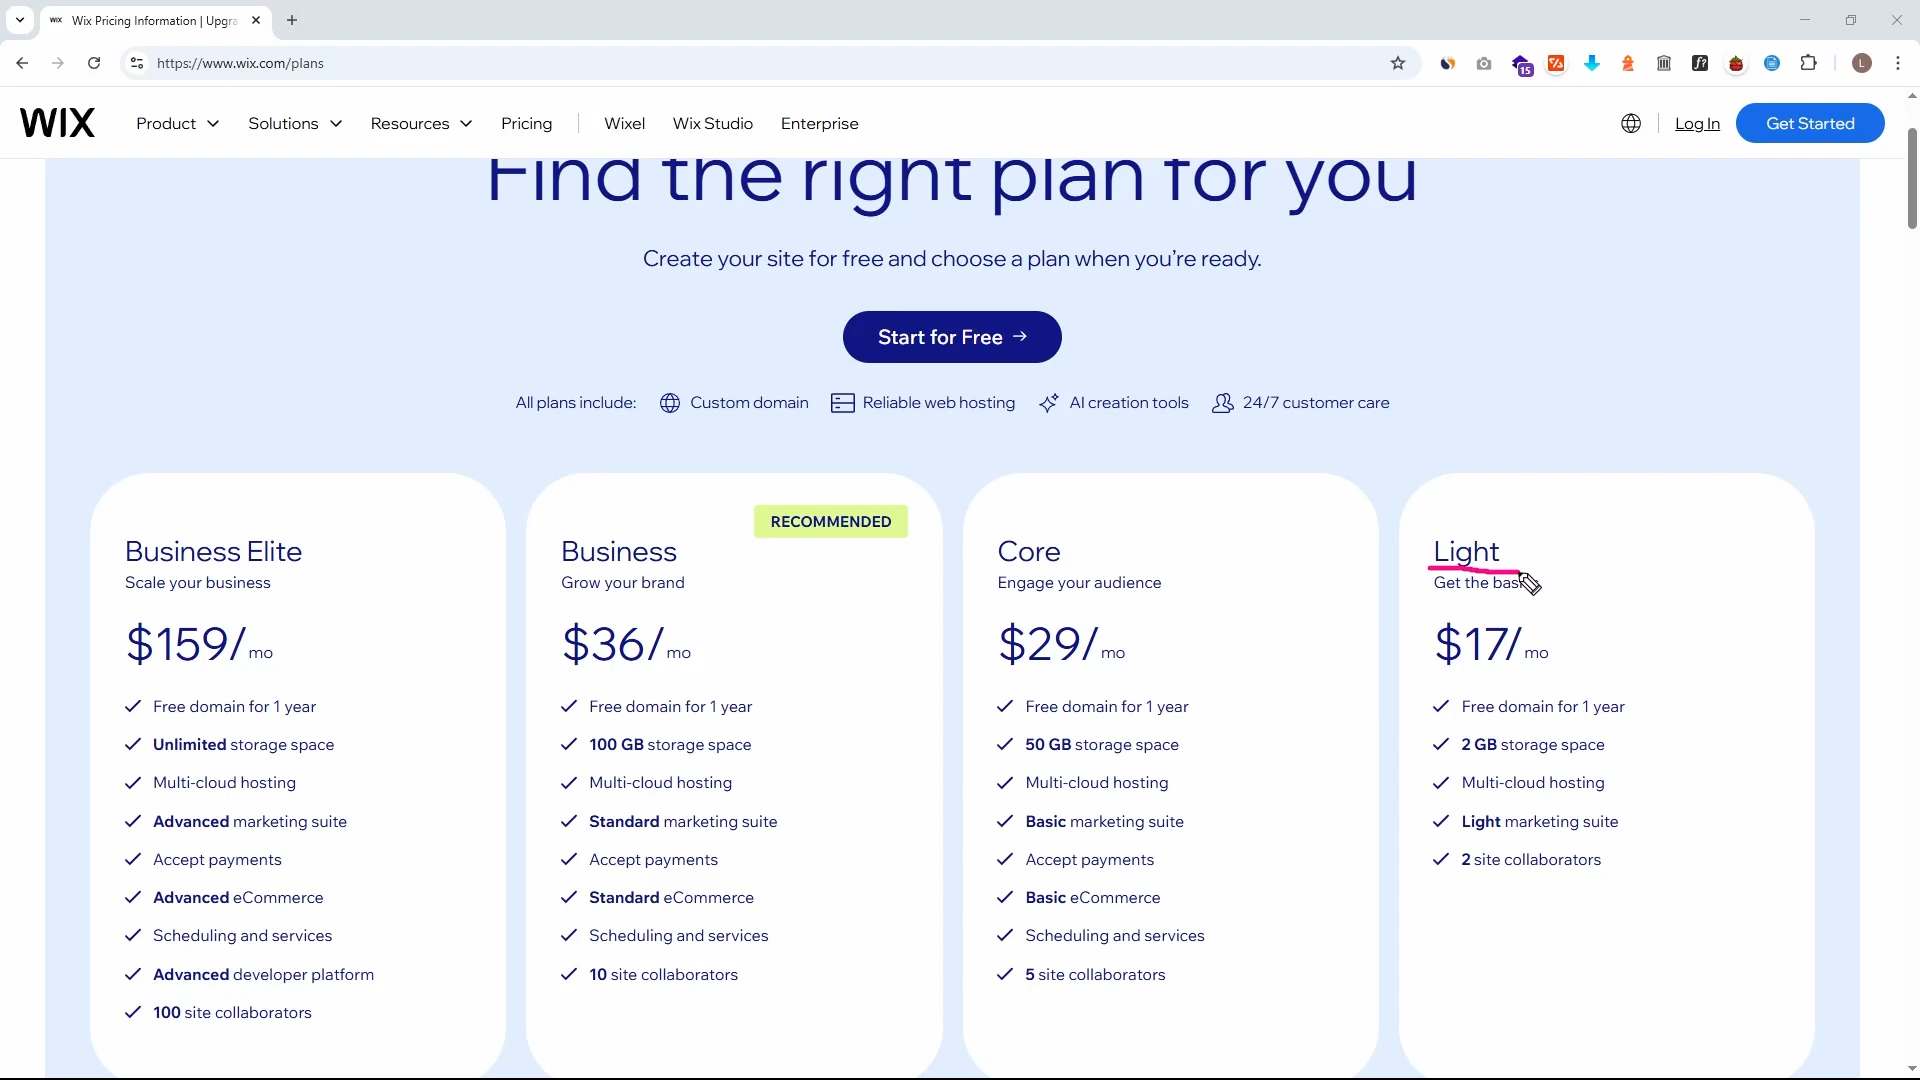 WIX Wix Pricing Information | Upgra
https://www.wix.com/plans
15
f?
L
WIX Product Solutions Resources Pricing Wixel Wix Studio Enterprise Log In Get Started
Find the right plan for you
Create your site for free and choose a plan when you're ready.
Start for Free →
All plans include: Custom domain Reliable web hosting AI creation tools 24/7 customer care
Business Elite
Scale your business
$159/mo
Free domain for 1 year
Unlimited storage space
Multi-cloud hosting
Advanced marketing suite
Accept payments
Advanced eCommerce
Scheduling and services
Advanced developer platform
100 site collaborators
RECOMMENDED
Business
Grow your brand
$36/mo
Free domain for 1 year
100 GB storage space
Multi-cloud hosting
Standard marketing suite
Accept payments
Standard eCommerce
Scheduling and services
10 site collaborators
Core
Engage your audience
$29/mo
Free domain for 1 year
50 GB storage space
Multi-cloud hosting
Basic marketing suite
Accept payments
Basic eCommerce
Scheduling and services
5 site collaborators
Light
Get the
$17/mo
Free domain for 1 year
2 GB storage space
Multi-cloud hosting
Light marketing suite
2 site collaborators